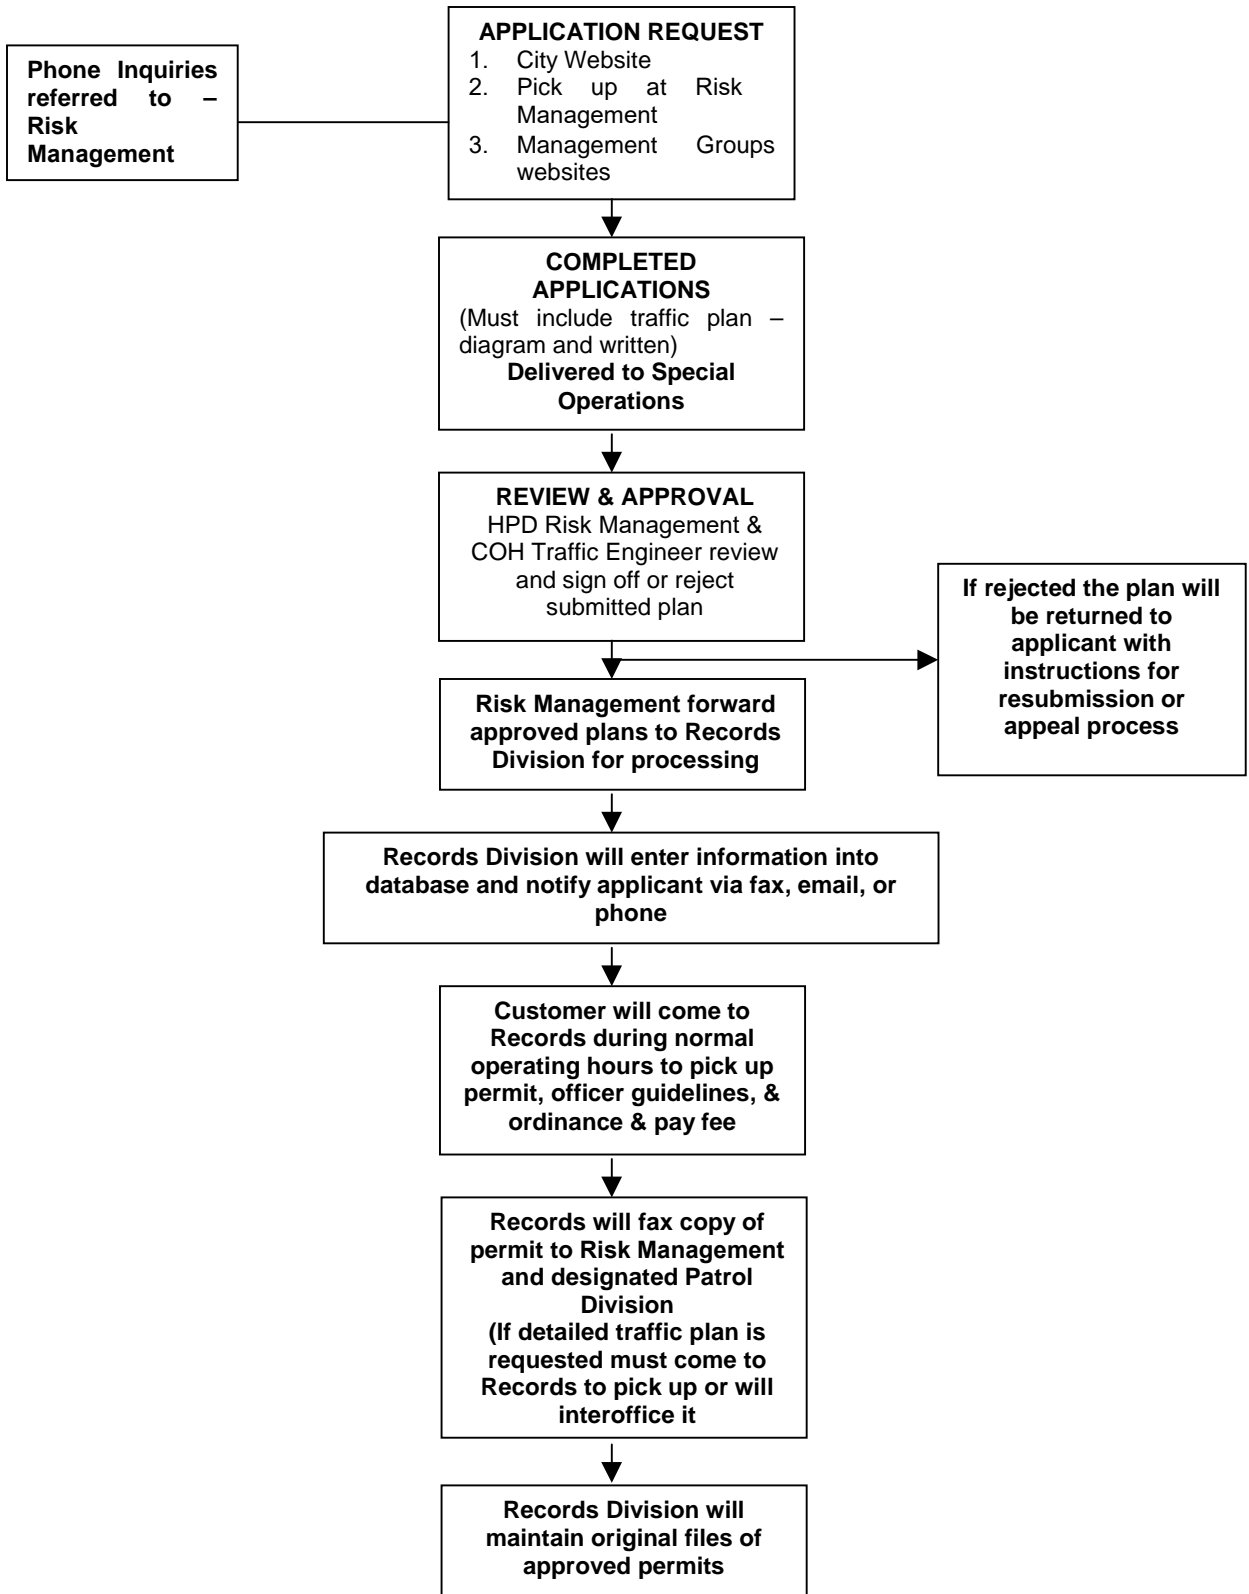 Phone Inquiries
referred to –
Risk
Management
APPLICATION REQUEST
1. City Website
2. Pick up at Risk
Management
3. Management Groups
websites
COMPLETED
APPLICATIONS
(Must include traffic plan –
diagram and written)
Delivered to Special
Operations
REVIEW & APPROVAL
HPD Risk Management &
COH Traffic Engineer review
and sign off or reject
submitted plan
If rejected the plan will
be returned to
applicant with
instructions for
resubmission or
appeal process
Risk Management forward
approved plans to Records
Division for processing
Records Division will enter information into
database and notify applicant via fax, email, or
phone
Customer will come to
Records during normal
operating hours to pick up
permit, officer guidelines, &
ordinance & pay fee
Records will fax copy of
permit to Risk Management
and designated Patrol
Division
(If detailed traffic plan is
requested must come to
Records to pick up or will
interoffice it
Records Division will
maintain original files of
approved permits